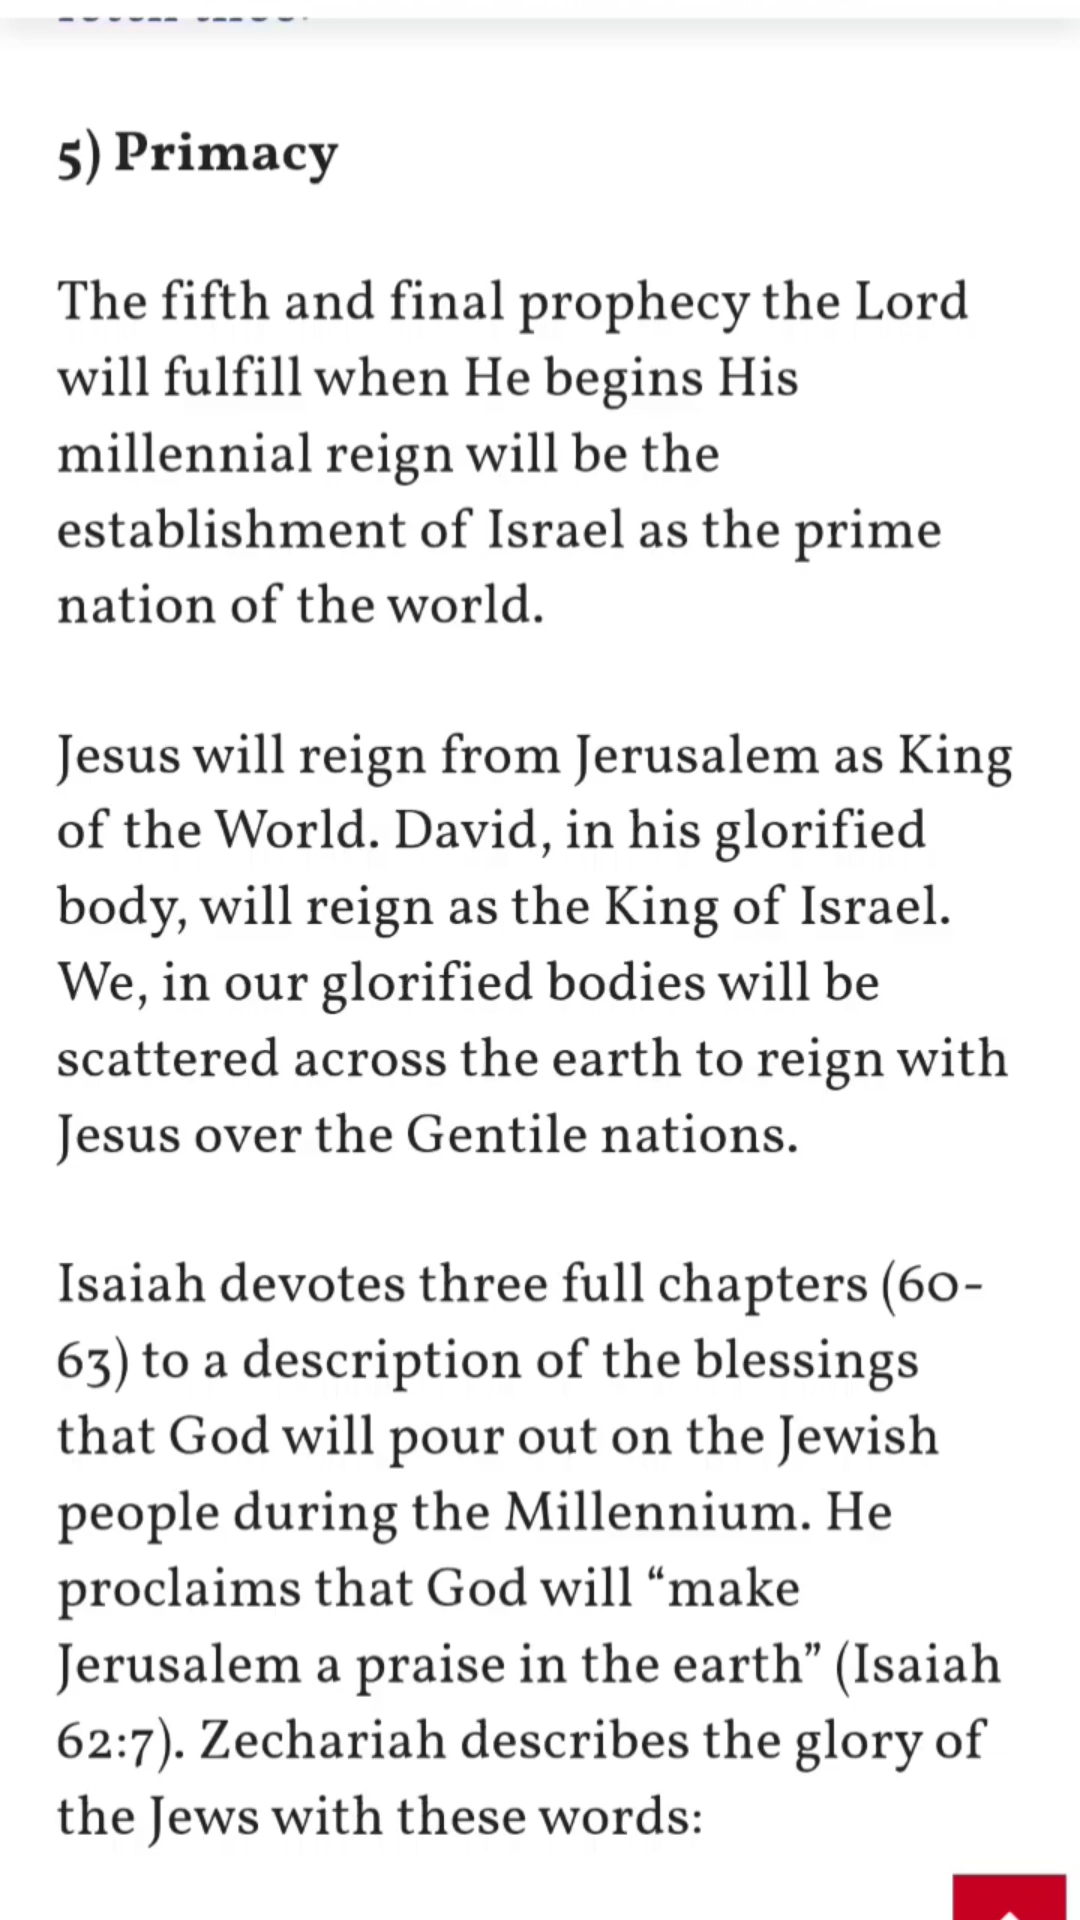 5) Primacy
The fifth and final prophecy the Lord
will fulfill when He begins His
millennial reign will be the
establishment of Israel as the prime
nation of the world.
Jesus will reign from Jerusalem as King
of the World. David, in his glorified
body, will reign as the King of Israel.
We, in our glorified bodies will be
scattered across the earth to reign with
Jesus over the Gentile nations.
Isaiah devotes three full chapters (60-
63) to a description of the blessings
that God will pour out on the Jewish
people during the Millennium. He
proclaims that God will “make
Jerusalem a praise in the earth” (Isaiah
62:7). Zechariah describes the glory of
the Jews with these words: